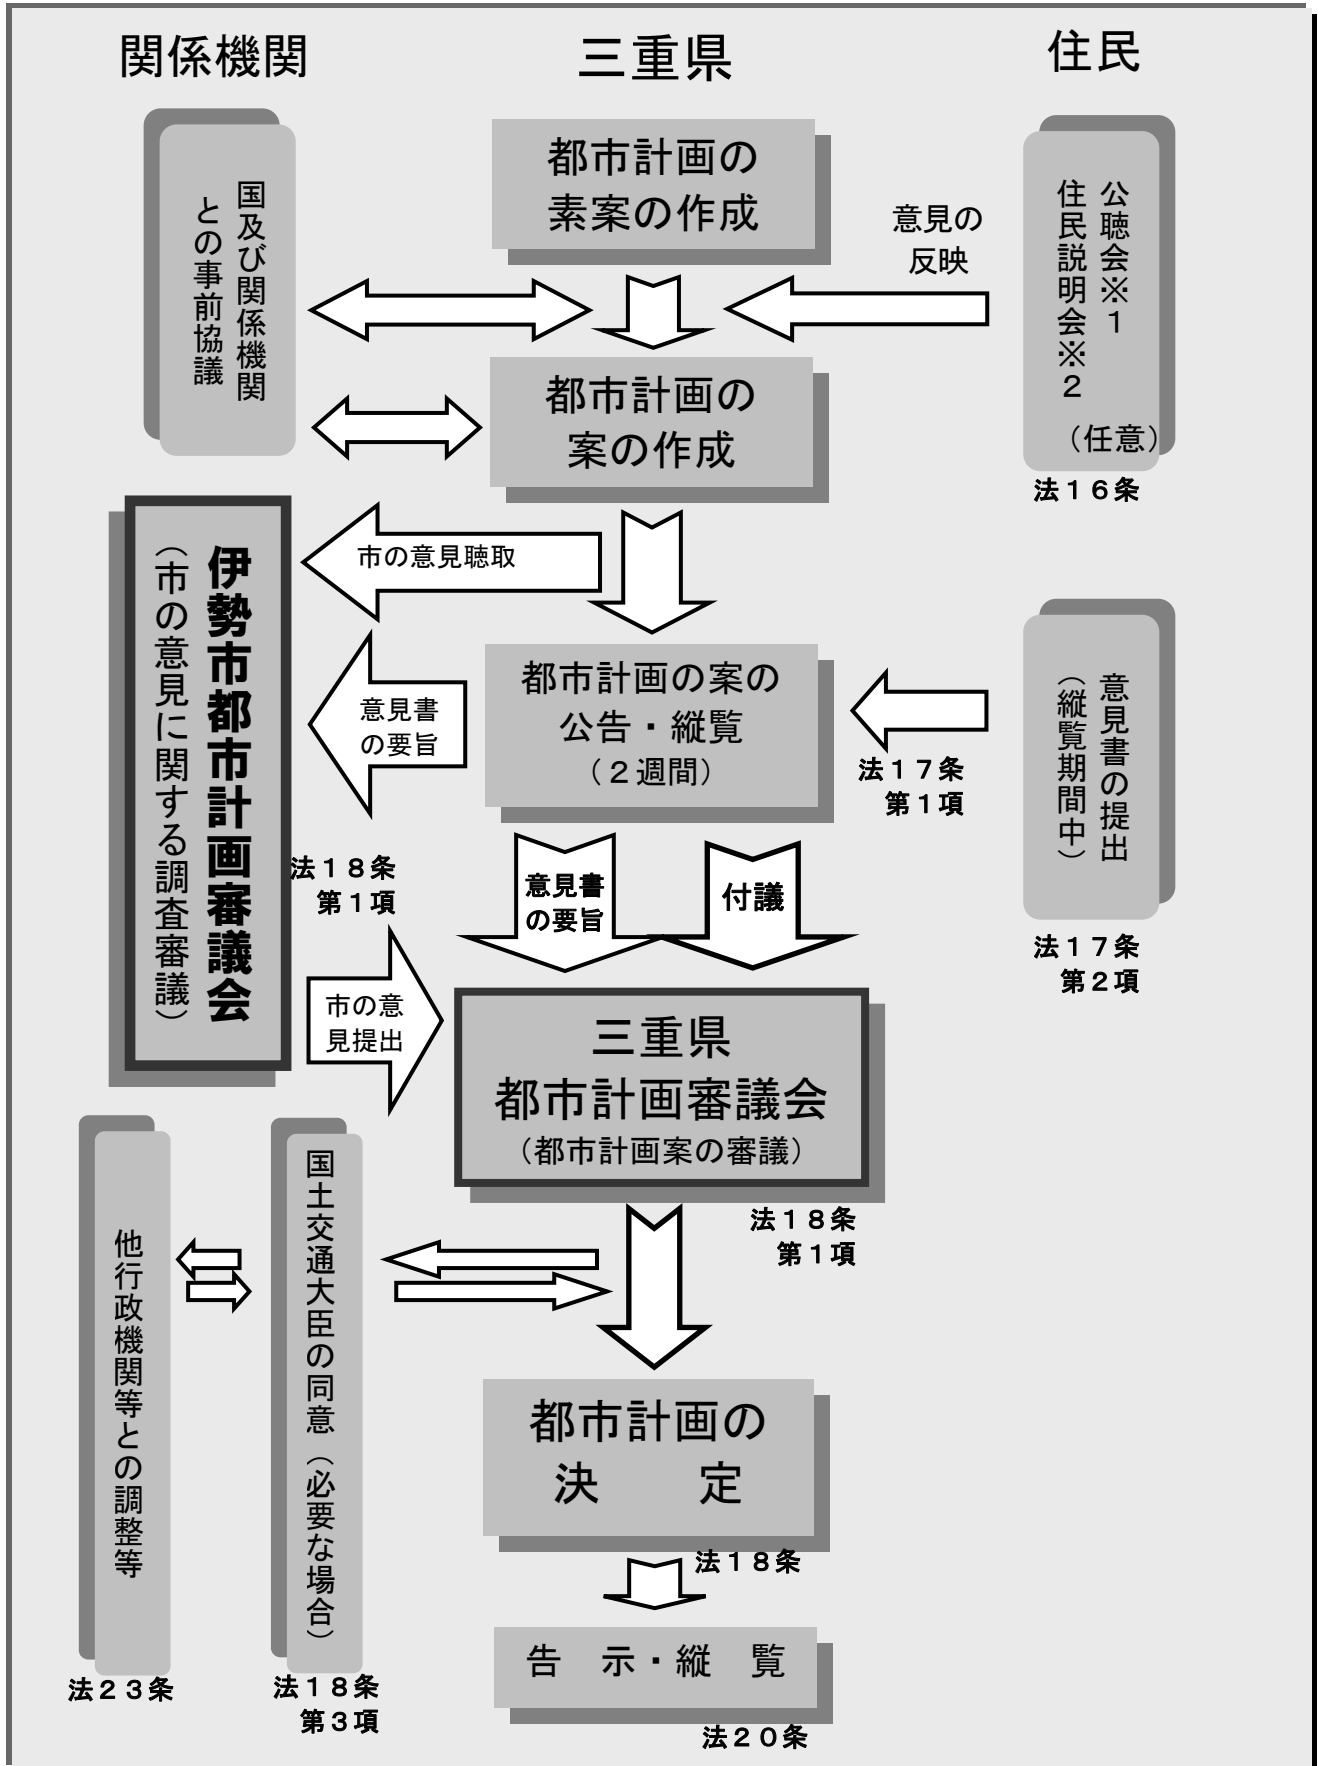 関係機関
三重県
住民
都市計画の
素案の作成
国及び関係機関
との事前協議
意見の
反映
公聴会※１
住民説明会※２
（任意）
法１６条
都市計画の
案の作成
市の意見聴取
伊勢市都市計画審議会
（市の意見に関する調査審議）
都市計画の案の
公告・縦覧
（２週間）
意見書
の要旨
法１７条
第１項
意見書の提出
（縦覧期間中）
法１７条
第２項
法１８条
第１項
意見書
の要旨
付議
市の意
見提出
三重県
都市計画審議会
（都市計画案の審議）
法１８条
第１項
他行政機関等との調整等
法２３条
国土交通大臣の同意（必要な場合）
法１８条
第３項
都市計画の
決　定
法１８条
告　示・縦　覧
法２０条